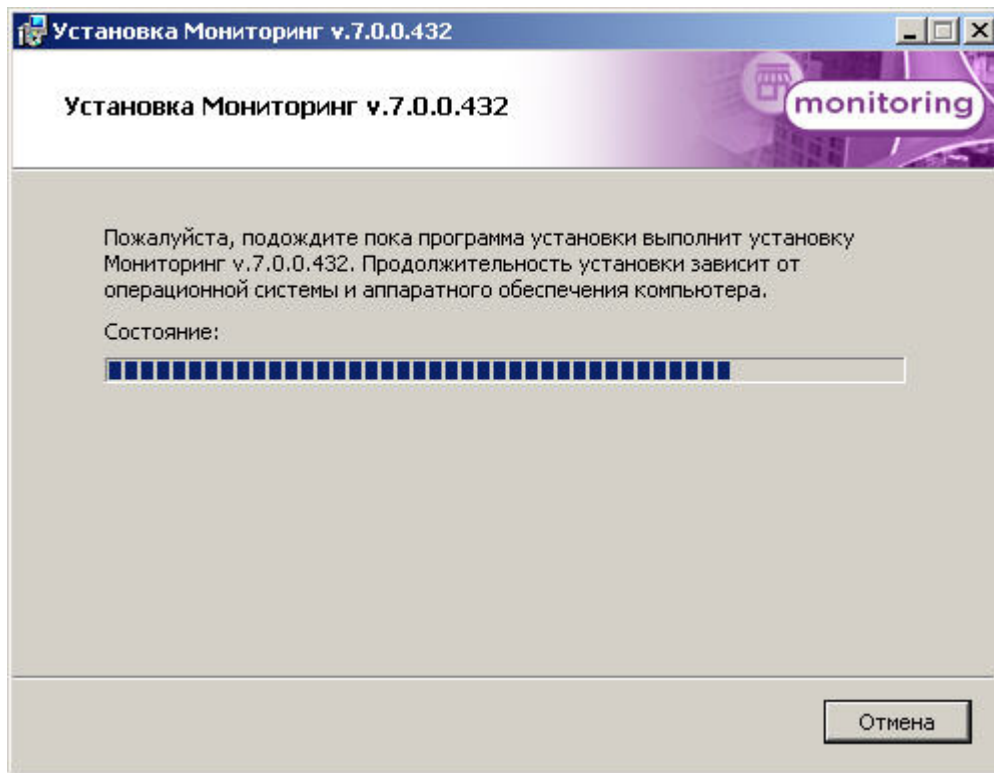 Установка Мониторинг v.7.0.0.432
Установка Мониторинг v.7.0.0.432
monitoring
Пожалуйста, подождите пока программа установки выполнит установку
Мониторинг v.7.0.0.432. Продолжительность установки зависит от
операционной системы и аппаратного обеспечения компьютера.
Состояние:
Отмена